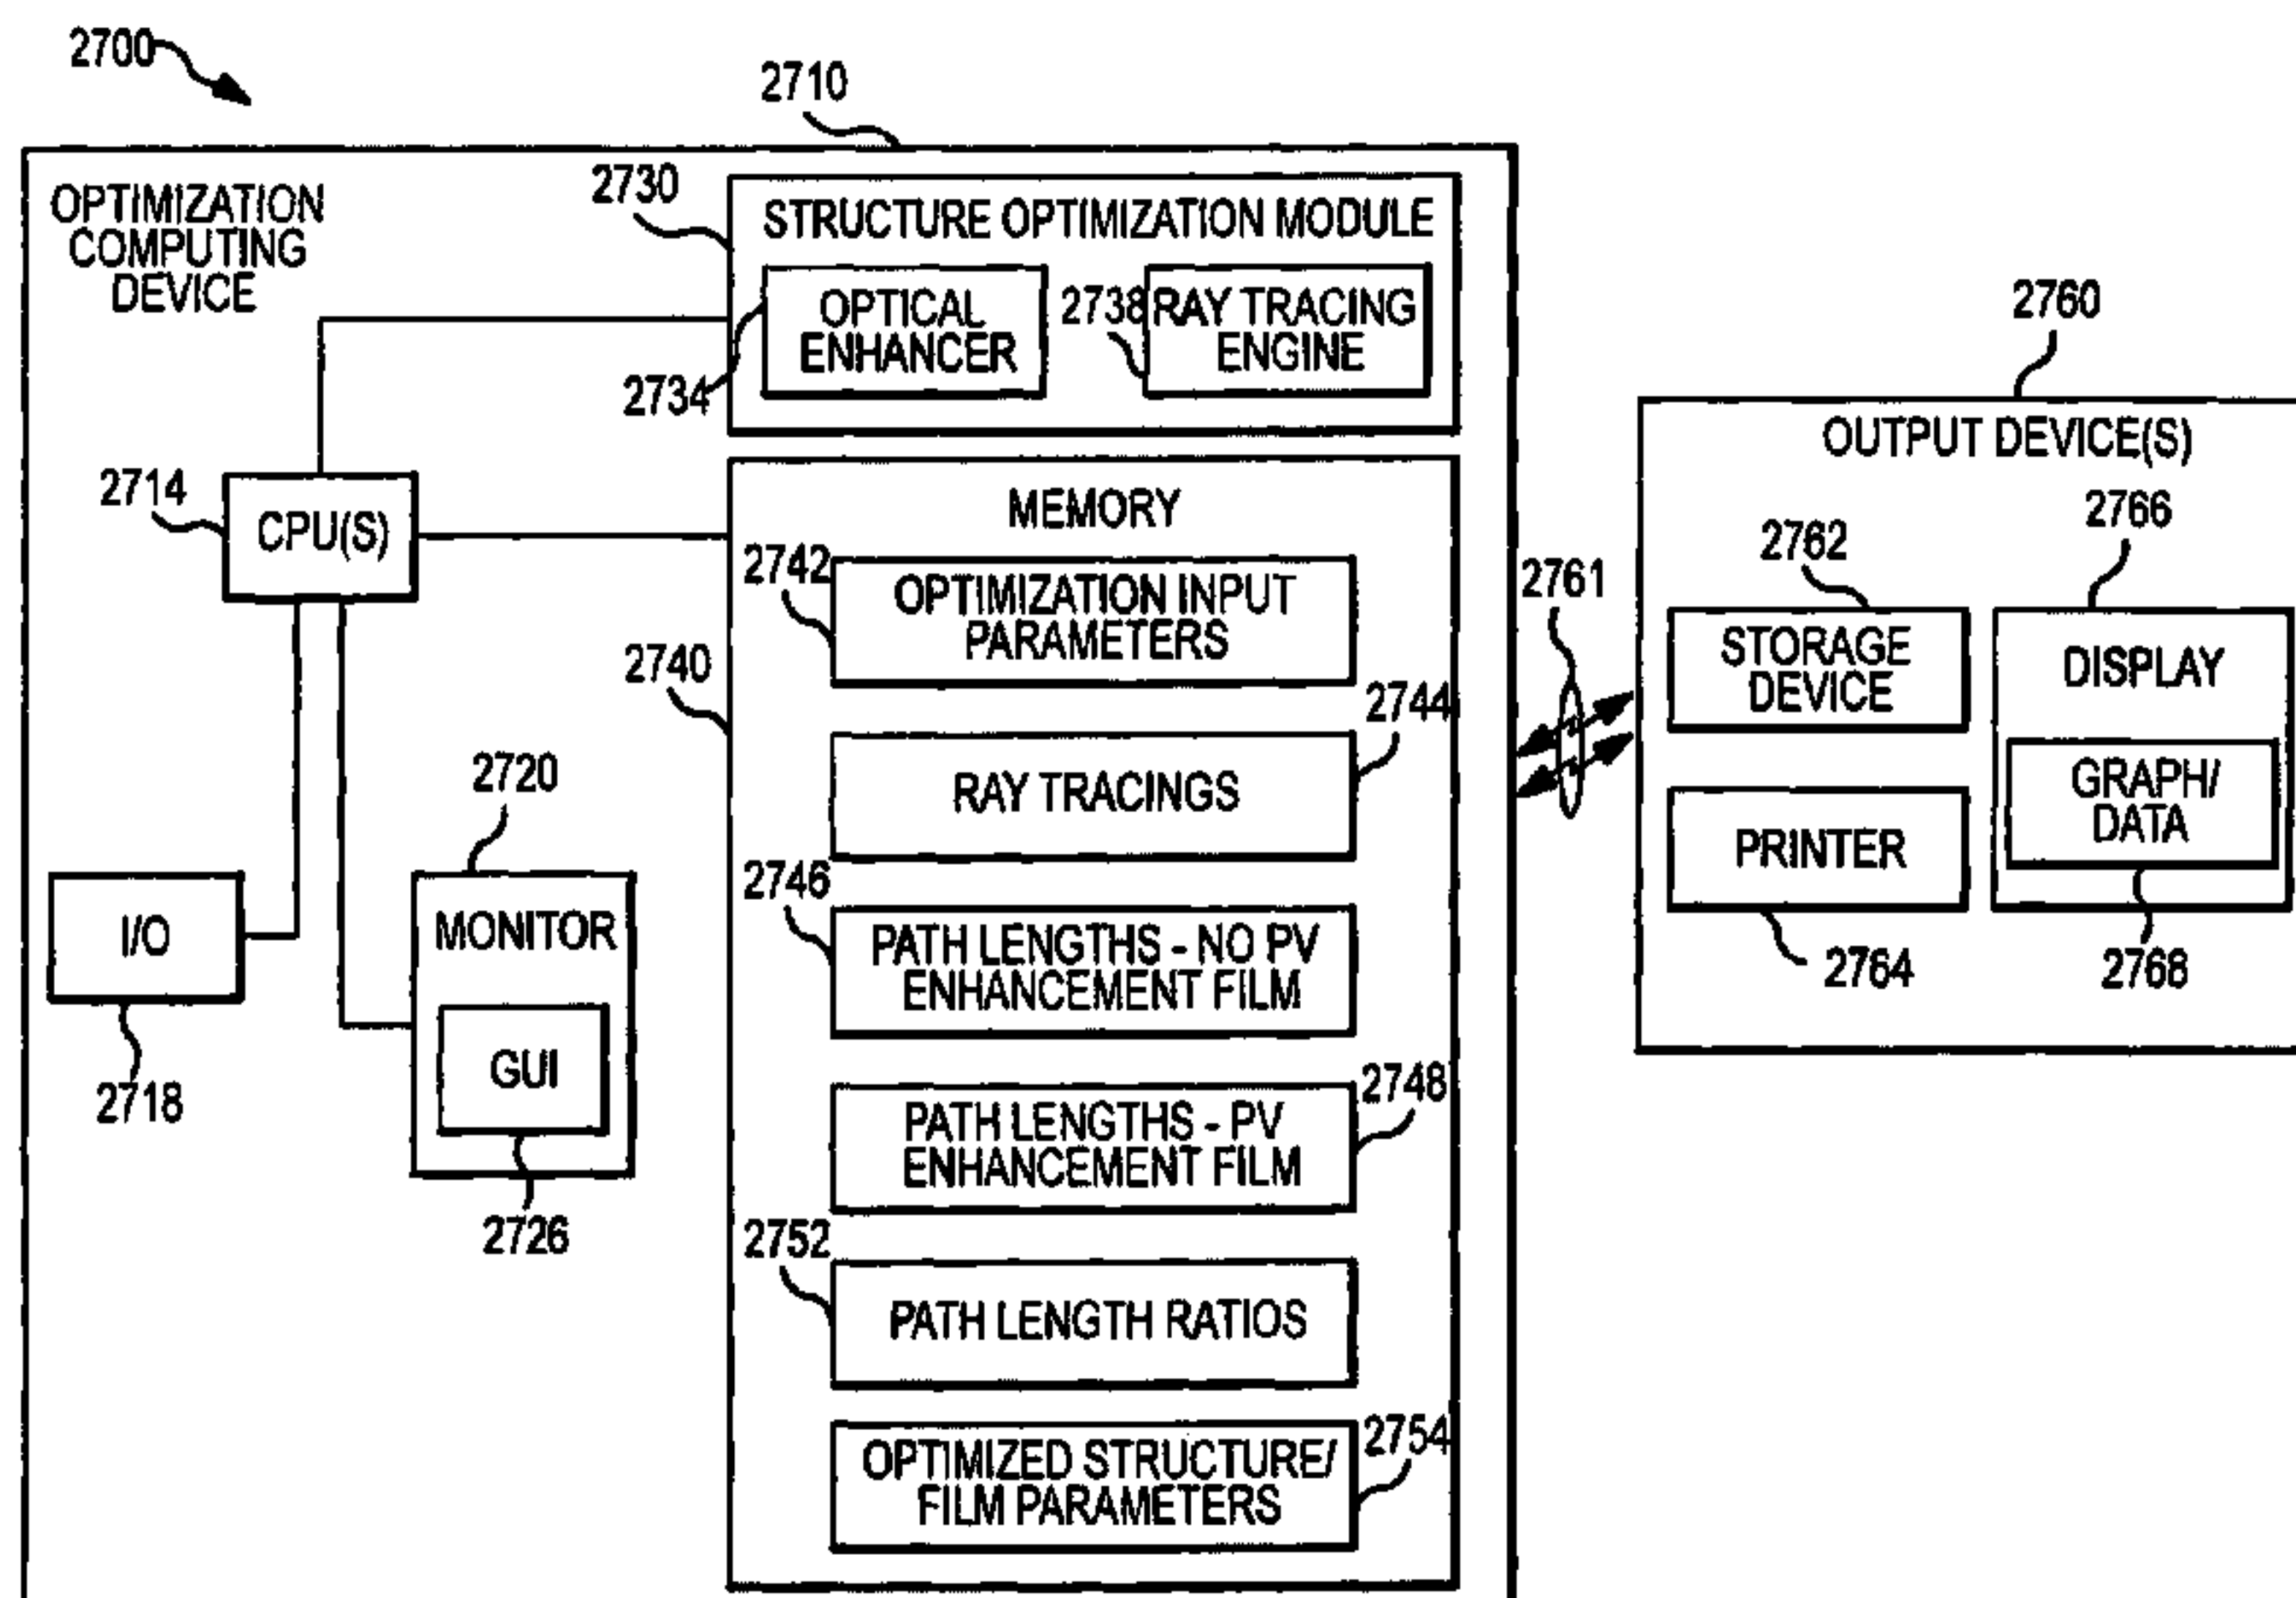 2700
2710
OPTIMIZATION
COMPUTING
DEVICE
2730
STRUCTURE OPTIMIZATION MODULE
OPTICAL
ENHANCER
2734
2738
RAY TRACING
ENGINE
2714
CPU(S)
MEMORY
2742
OPTIMIZATION INPUT
PARAMETERS
2740
2744
RAY TRACINGS
2720
2746
PATH LENGTHS - NO PV
ENHANCEMENT FILM
I/O
2718
MONITOR
GUI
2726
2748
PATH LENGTHS - PV
ENHANCEMENT FILM
2752
PATH LENGTH RATIOS
2754
OPTIMIZED STRUCTURE/
FILM PARAMETERS
2761
2760
OUTPUT DEVICE(S)
2762
STORAGE
DEVICE
2766
DISPLAY
GRAPH/
DATA
PRINTER
2764
2768